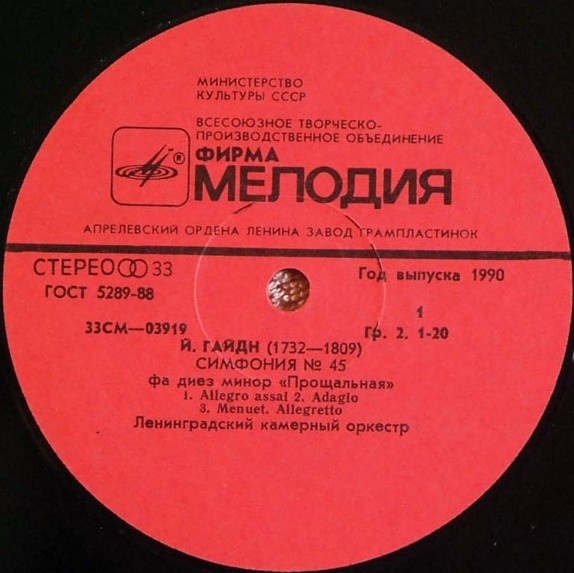 МИНИСТЕРСТВО
КУЛЬТУРЫ СССР
ВСЕСОЮЗНОЕ ТВОРЧЕСКО-
ПРОИЗВОДСТВЕННОЕ ОБЪЕДИНЕНИЕ
®
ФИРМА
МЕЛОДИЯ
АПРЕЛЕВСКИЙ ОРДЕНА ЛЕНИНА ЗАВОД ГРАМПЛАСТИНОК
СТЕРЕО 33
Год выпуска 1990
ГОСТ 5289-88
1
33СМ—03919
Гр. 2. 1-20
Й. ГАЙДН (1732—1809)
СИМФОНИЯ № 45
фа диез минор «Прощальная»
1. Allegro assai 2. Adagio
3. Menuet. Allegretto
Ленинградский камерный оркестр